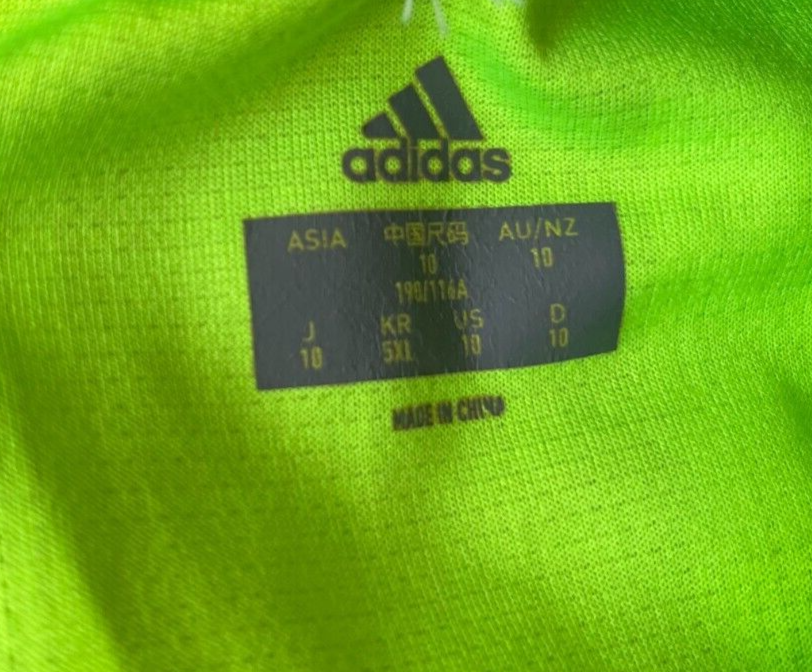 adidas
ASIA 中国尺码 AU/NZ
10 10
190/116A
J KR US D
10 5XL 10 10
MADE IN CHINA